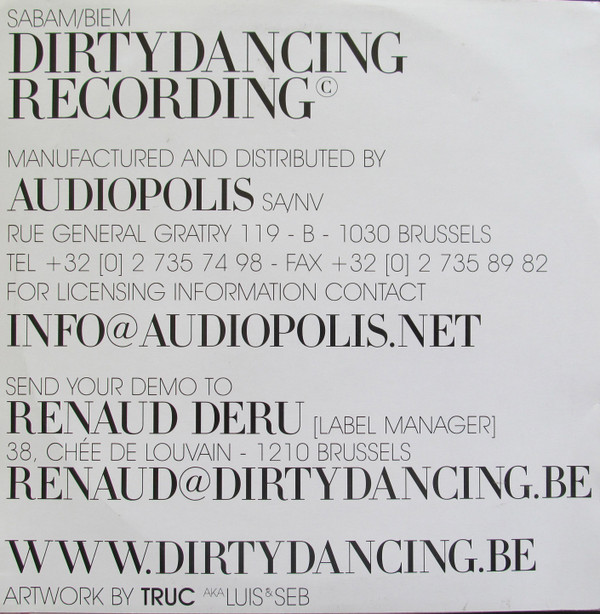 SABAM/BIEM
DIRTYDANCING
RECORDING©
MANUFACTURED AND DISTRIBUTED BY
AUDIOPOLIS SA/NV
RUE GENERAL GRATRY 119 - B - 1030 BRUSSELS
TEL +32 [0] 2 735 74 98 - FAX +32 [0] 2 735 89 82
FOR LICENSING INFORMATION CONTACT
INFO@AUDIOPOLIS.NET
SEND YOUR DEMO TO
RENAUD DERU [LABEL MANAGER]
38, CHÉE DE LOUVAIN - 1210 BRUSSELS
RENAUD@DIRTYDANCING.BE
WWW.DIRTYDANCING.BE
ARTWORK BY TRUC AKA LUIS & SEB